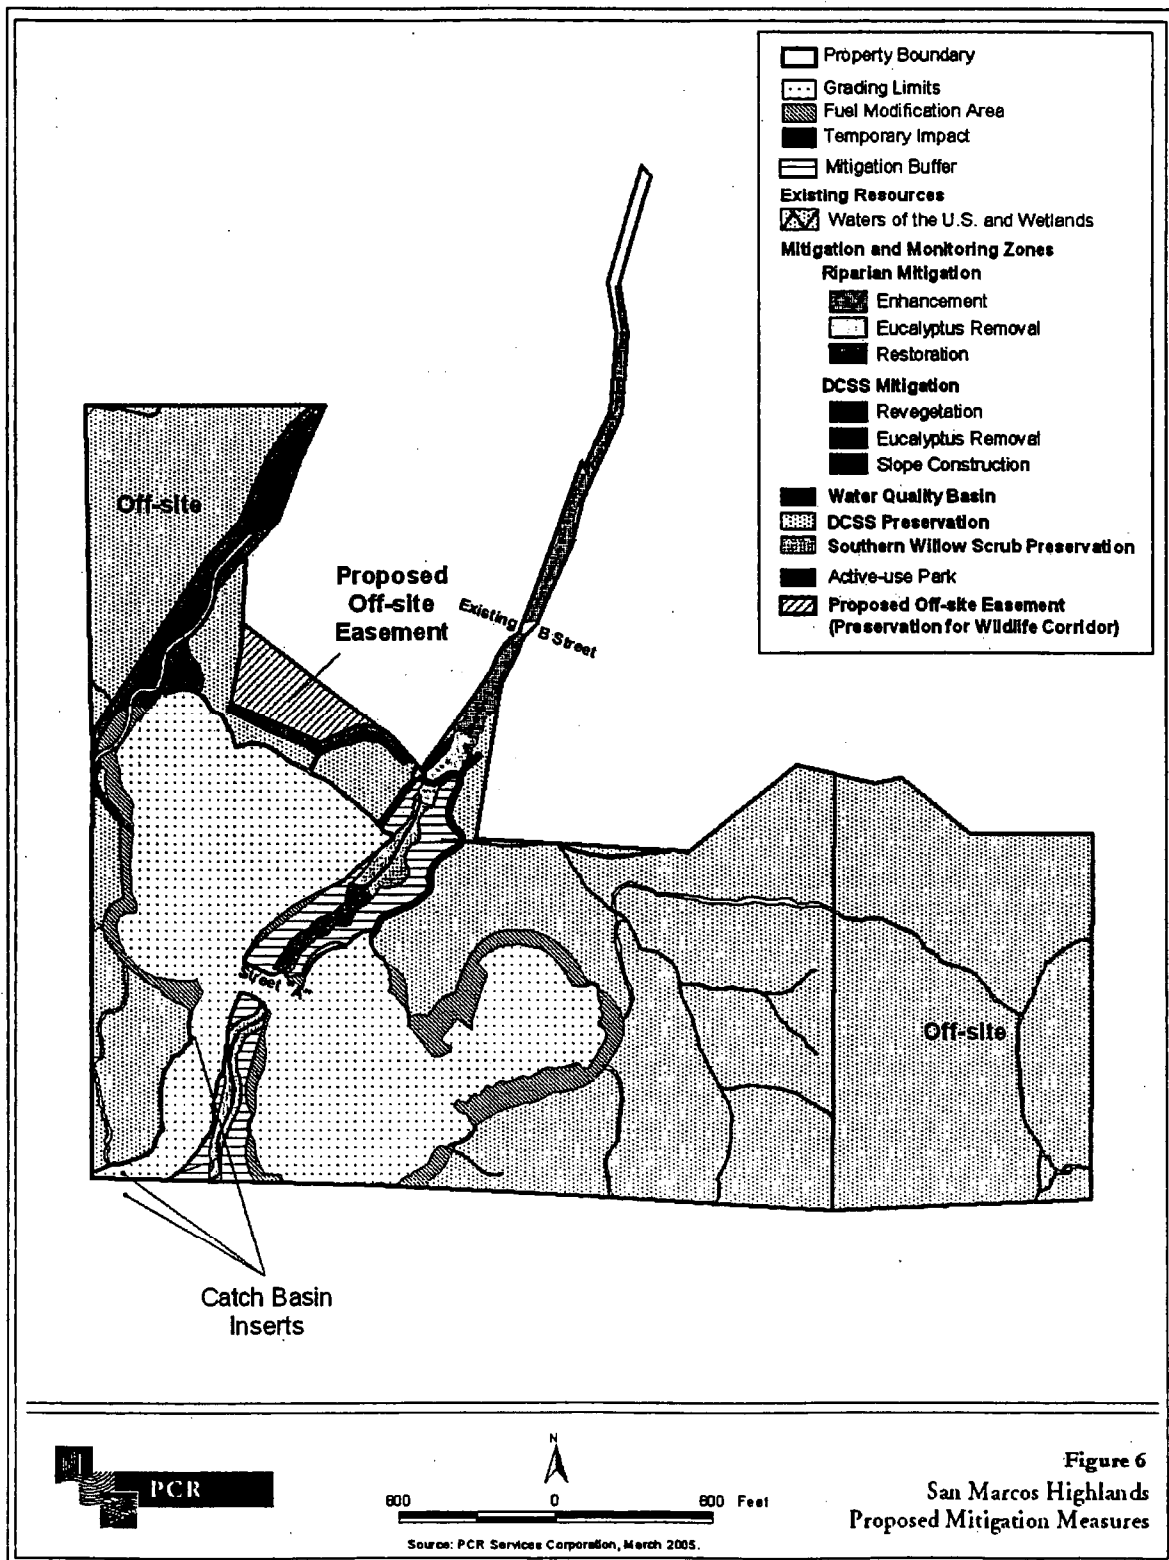 Property Boundary
Grading Limits
Fuel Modification Area
Temporary Impact
Mitigation Buffer
Existing Resources
Waters of the U.S. and Wetlands
Mitigation and Monitoring Zones
Riparian Mitigation
Enhancement
Eucalyptus Removal
Restoration
DCSS Mitigation
Revegetation
Eucalyptus Removal
Slope Construction
Water Quality Basin
DCSS Preservation
Southern Willow Scrub Preservation
Active-use Park
Proposed Off-site Easement
(Preservation for Wildlife Corridor)
Off-site
Proposed
Off-site
Easement
Existing B Street
Street "A"
Off-site
Catch Basin
Inserts
PCR
N
600 0 600 Feet
Source: PCR Services Corporation, March 2005.
Figure 6
San Marcos Highlands
Proposed Mitigation Measures